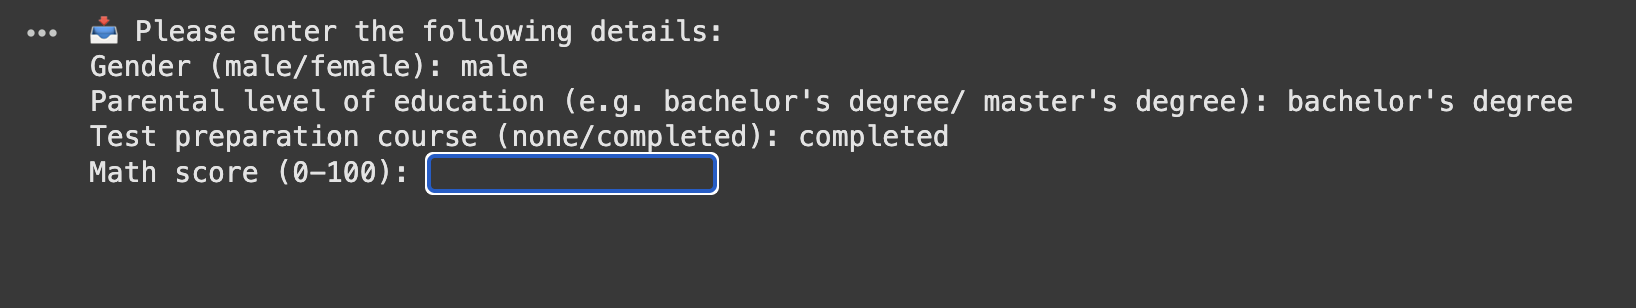 📥 Please enter the following details:
Gender (male/female): male
Parental level of education (e.g. bachelor's degree/ master's degree): bachelor's degree
Test preparation course (none/completed): completed
Math score (0–100):